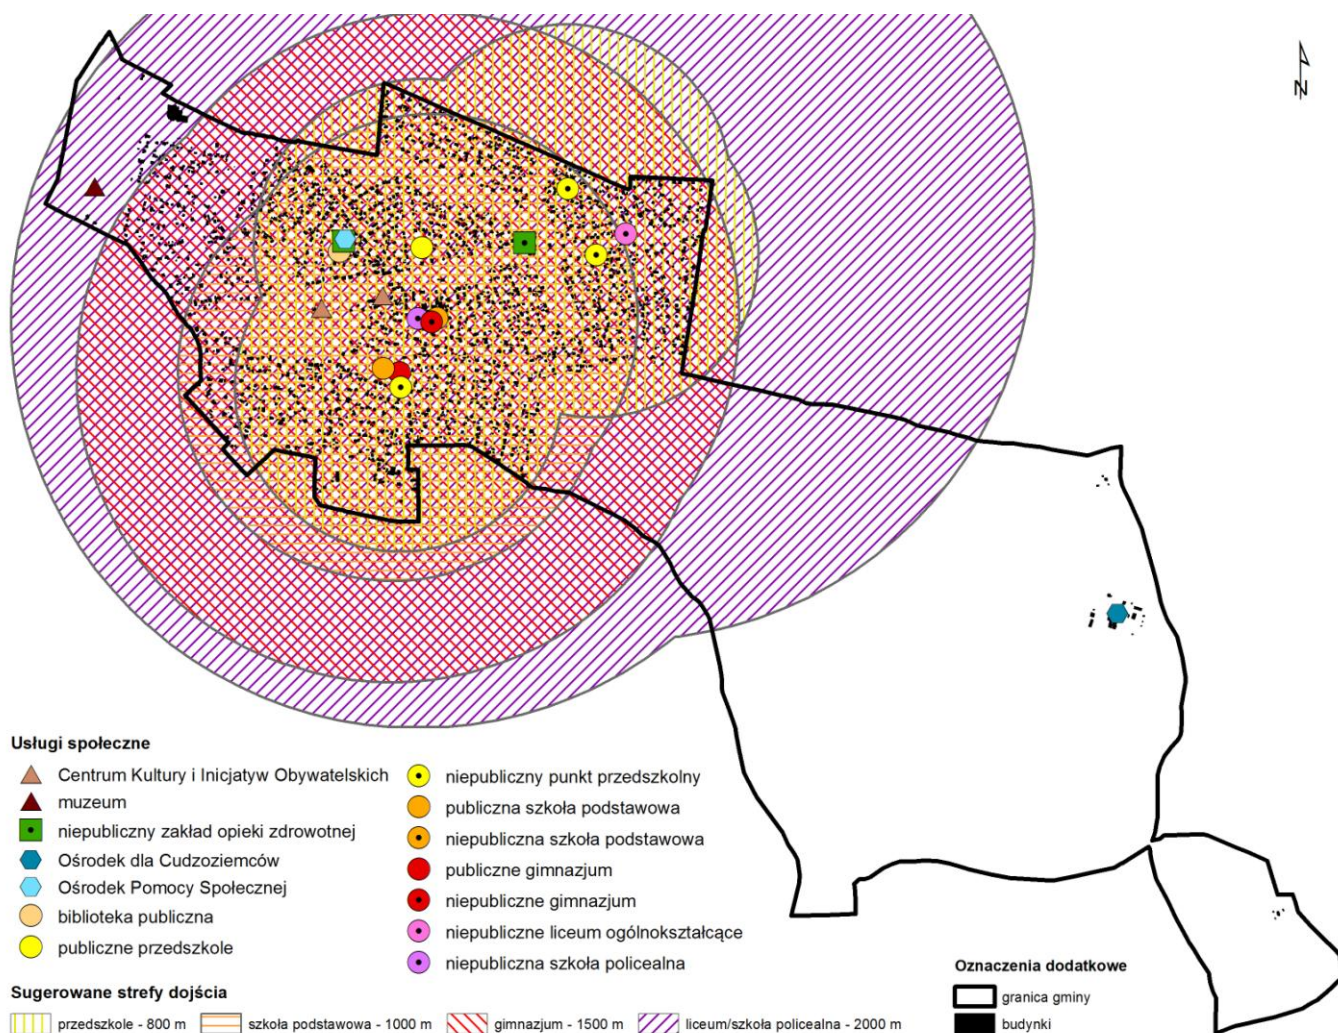 N
Usługi społeczne
Centrum Kultury i Inicjatyw Obywatelskich
muzeum
niepubliczny zakład opieki zdrowotnej
Ośrodek dla Cudzoziemców
Ośrodek Pomocy Społecznej
biblioteka publiczna
publiczne przedszkole
niepubliczny punkt przedszkolny
publiczna szkoła podstawowa
niepubliczna szkoła podstawowa
publiczne gimnazjum
niepubliczne gimnazjum
niepubliczne liceum ogólnokształcące
niepubliczna szkoła policealna
Sugerowane strefy dojścia
przedszkole - 800 m
szkoła podstawowa - 1000 m
gimnazjum - 1500 m
liceum/szkoła policealna - 2000 m
Oznaczenia dodatkowe
granica gminy
budynki